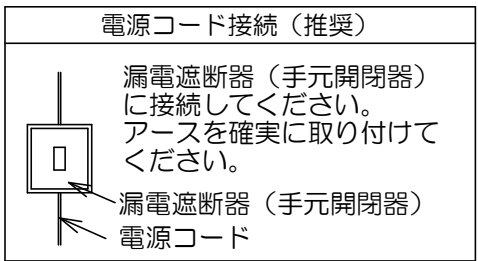 電源コード接続（推奨）
漏電遮断器（手元開閉器）
に接続してください。
アースを確実に取り付けて
ください。
漏電遮断器（手元開閉器）
電源コード